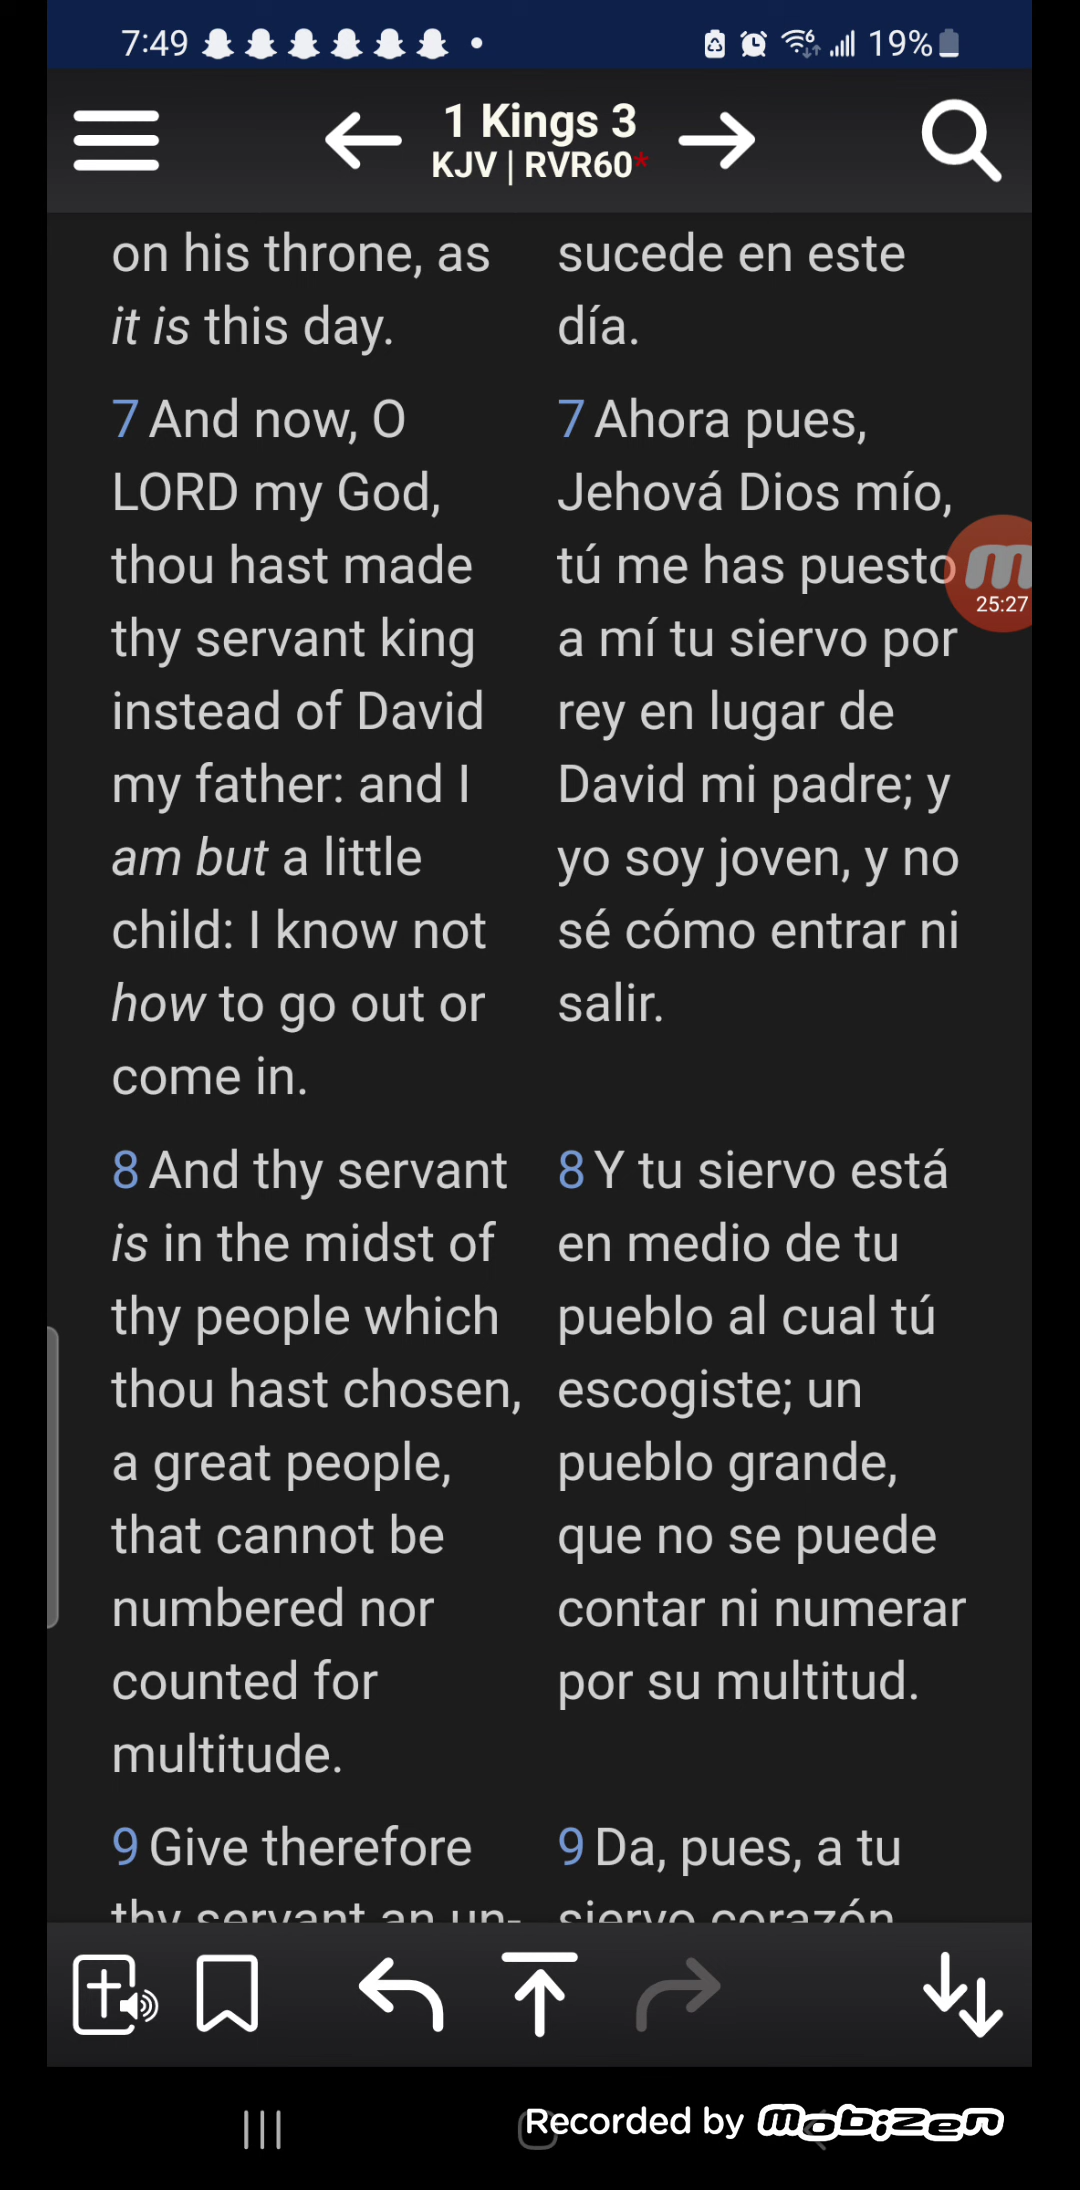 7:49
19%
1 Kings 3
KJV | RVR60*
on his throne, as
it is this day.
7 And now, O
LORD my God,
thou hast made
thy servant king
instead of David
my father: and I
am but a little
child: I know not
how to go out or
come in.
8 And thy servant
is in the midst of
thy people which
thou hast chosen,
a great people,
that cannot be
numbered nor
counted for
multitude.
9 Give therefore
thy servant an un-
sucede en este
día.
7 Ahora pues,
Jehová Dios mío,
tú me has puesto
a mí tu siervo por
rey en lugar de
David mi padre; y
yo soy joven, y no
sé cómo entrar ni
salir.
8 Y tu siervo está
en medio de tu
pueblo al cual tú
escogiste; un
pueblo grande,
que no se puede
contar ni numerar
por su multitud.
9 Da, pues, a tu
siervo corazón
m
25:27
Recorded by Mobizen